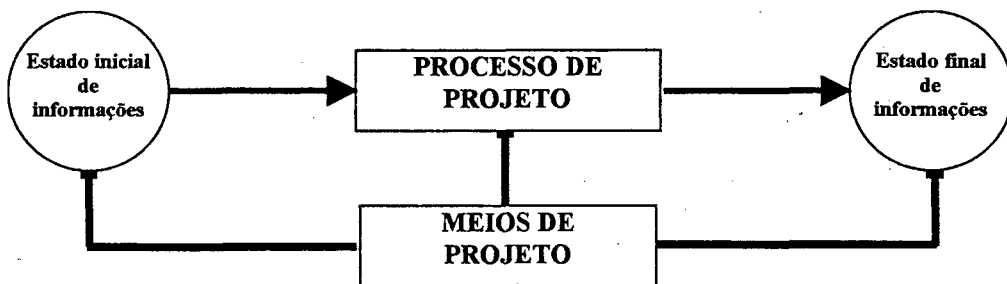 Estado inicial
de
informações
PROCESSO DE
PROJETO
Estado final
de
informações
MEIOS DE
PROJETO